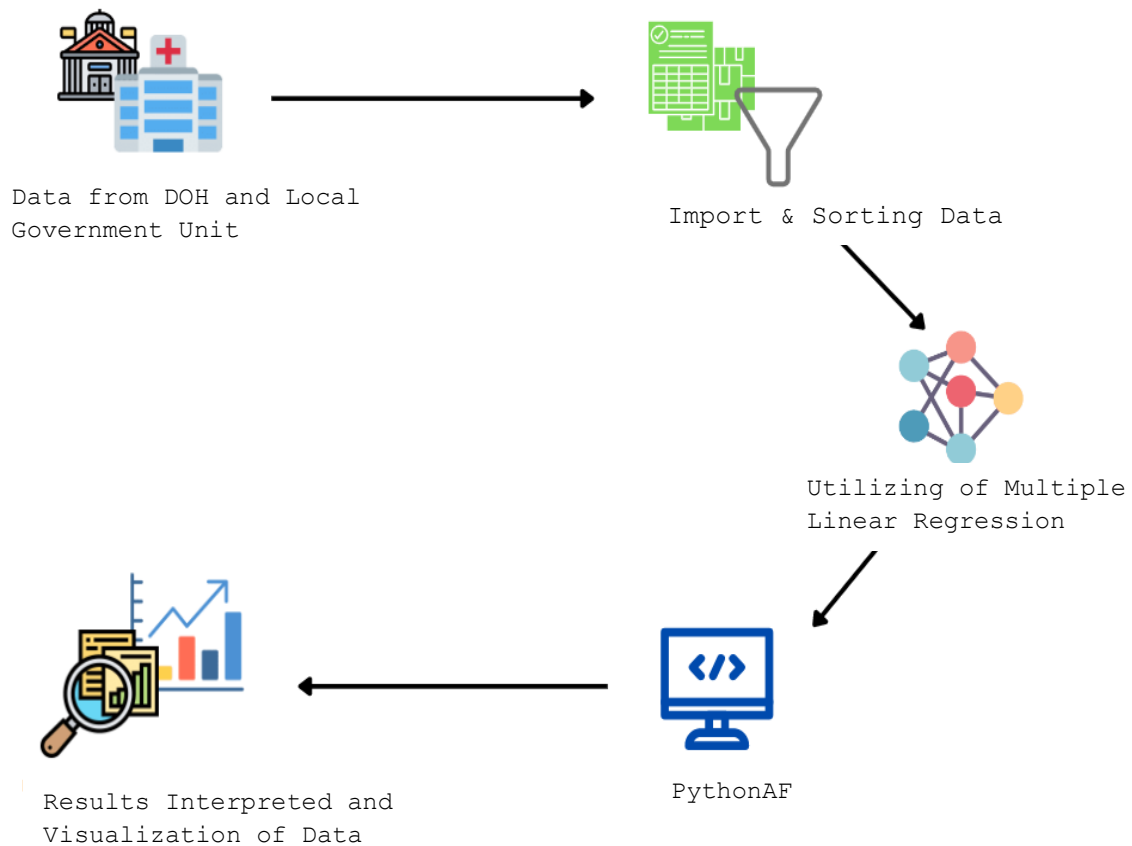 Data from DOH and Local
Government Unit
Import & Sorting Data
Utilizing of Multiple
Linear Regression
</>
PythonAF
Results Interpreted and
Visualization of Data